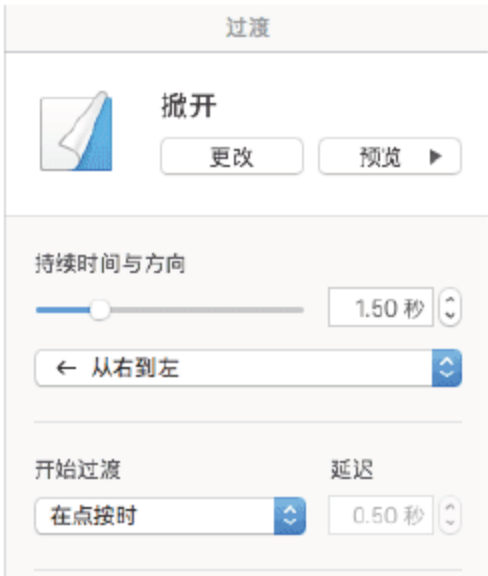 过渡
掀开
更改 预览
持续时间与方向
1.50 秒
← 从右到左
开始过渡 延迟
在点按时 0.50 秒